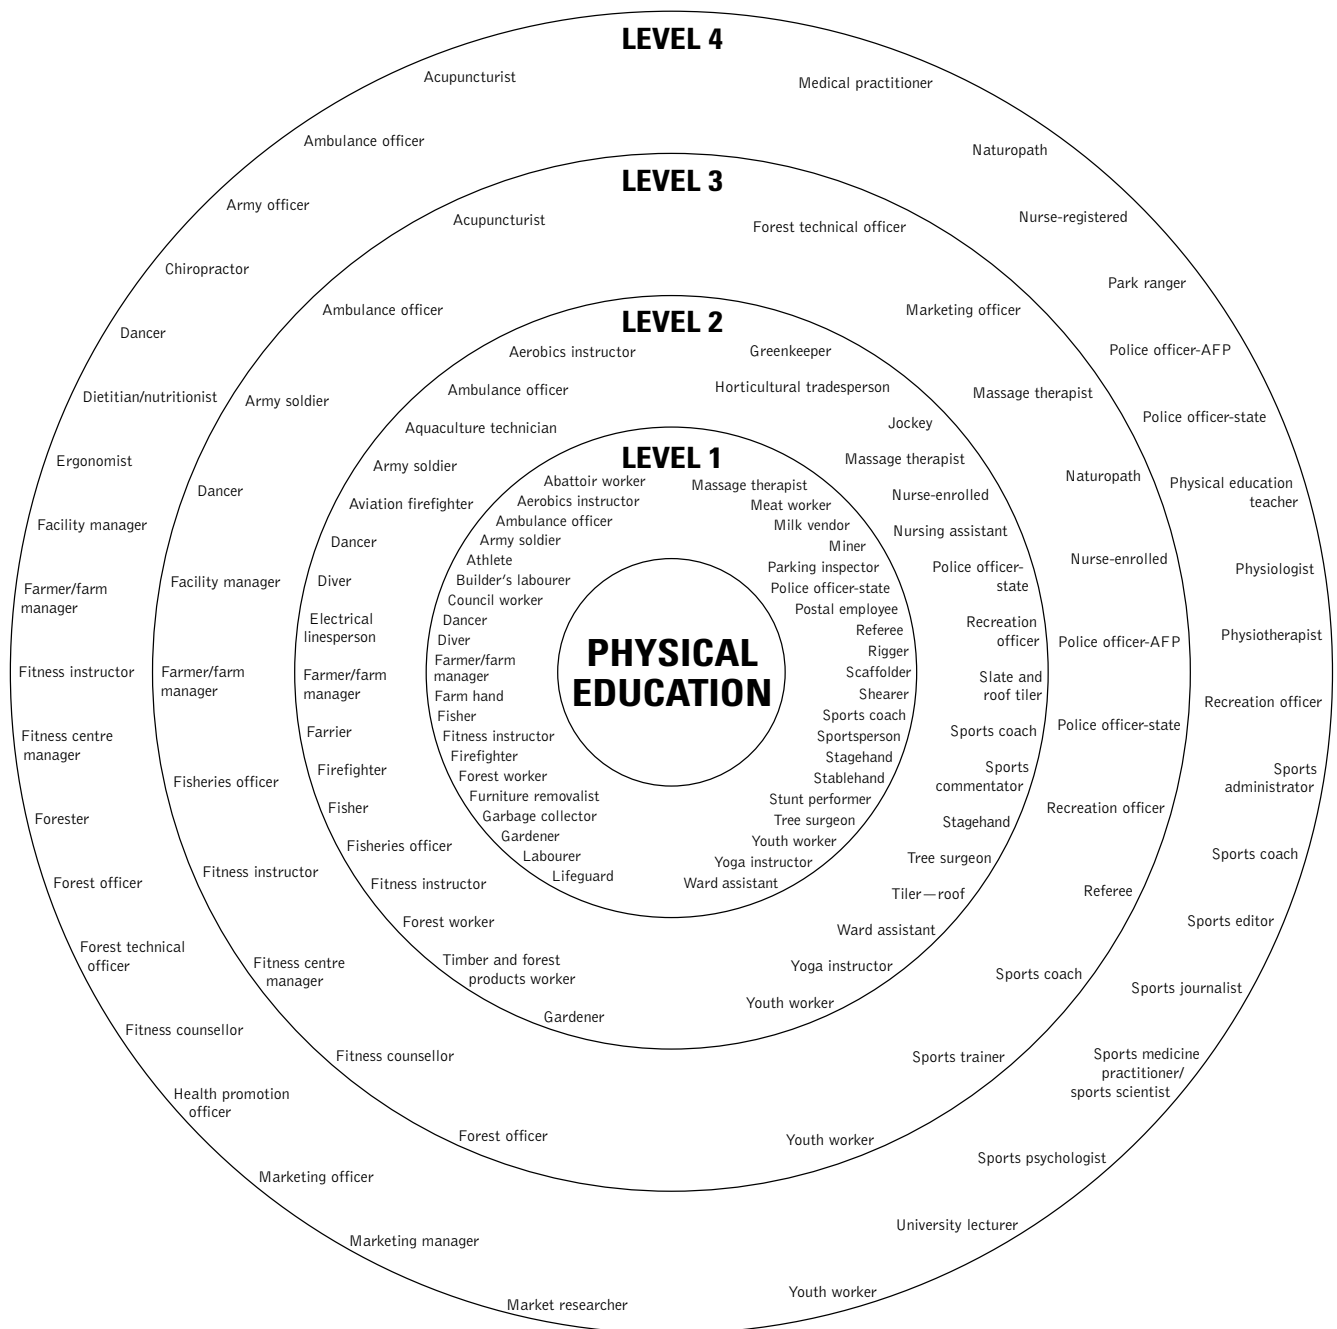 LEVEL 4
Acupuncturist
Ambulance officer
Army officer
Chiropractor
Dancer
Dietitian/nutritionist
Ergonomist
Facility manager
Farmer/farm
manager
Fitness instructor
Fitness centre
manager
Forester
Forest officer
Forest technical
officer
Fitness counsellor
Health promotion
officer
Marketing officer
Marketing manager
Market researcher
Medical practitioner
Naturopath
Nurse-registered
Park ranger
Police officer-AFP
Police officer-state
Physical education
teacher
Physiologist
Physiotherapist
Recreation officer
Sports
administrator
Sports coach
Sports editor
Sports journalist
Sports medicine
practitioner/
sports scientist
Sports psychologist
University lecturer
Youth worker
LEVEL 3
Acupuncturist
Ambulance officer
Army soldier
Dancer
Facility manager
Farmer/farm
manager
Fisheries officer
Fitness instructor
Fitness centre
manager
Fitness counsellor
Forest officer
Forest technical officer
Marketing officer
Massage therapist
Naturopath
Nurse-enrolled
Police officer-AFP
Police officer-state
Recreation officer
Referee
Sports coach
Sports trainer
Youth worker
LEVEL 2
Aerobics instructor
Ambulance officer
Aquaculture technician
Army soldier
Aviation firefighter
Dancer
Diver
Electrical
linesperson
Farmer/farm
manager
Farrier
Firefighter
Fisher
Fisheries officer
Fitness instructor
Forest worker
Timber and forest
products worker
Gardener
Greenkeeper
Horticultural tradesperson
Jockey
Massage therapist
Nurse-enrolled
Nursing assistant
Police officer-
state
Recreation
officer
Slate and
roof tiler
Sports coach
Sports
commentator
Stagehand
Tree surgeon
Tiler—roof
Ward assistant
Yoga instructor
Youth worker
LEVEL 1
Abattoir worker
Aerobics instructor
Ambulance officer
Army soldier
Athlete
Builder's labourer
Council worker
Dancer
Diver
Farmer/farm
manager
Farm hand
Fisher
Fitness instructor
Firefighter
Forest worker
Furniture removalist
Garbage collector
Gardener
Labourer
Lifeguard
Massage therapist
Meat worker
Milk vendor
Miner
Parking inspector
Police officer-state
Postal employee
Referee
Rigger
Scaffolder
Shearer
Sports coach
Sportsperson
Stagehand
Stablehand
Stunt performer
Tree surgeon
Youth worker
Yoga instructor
Ward assistant
PHYSICAL
EDUCATION